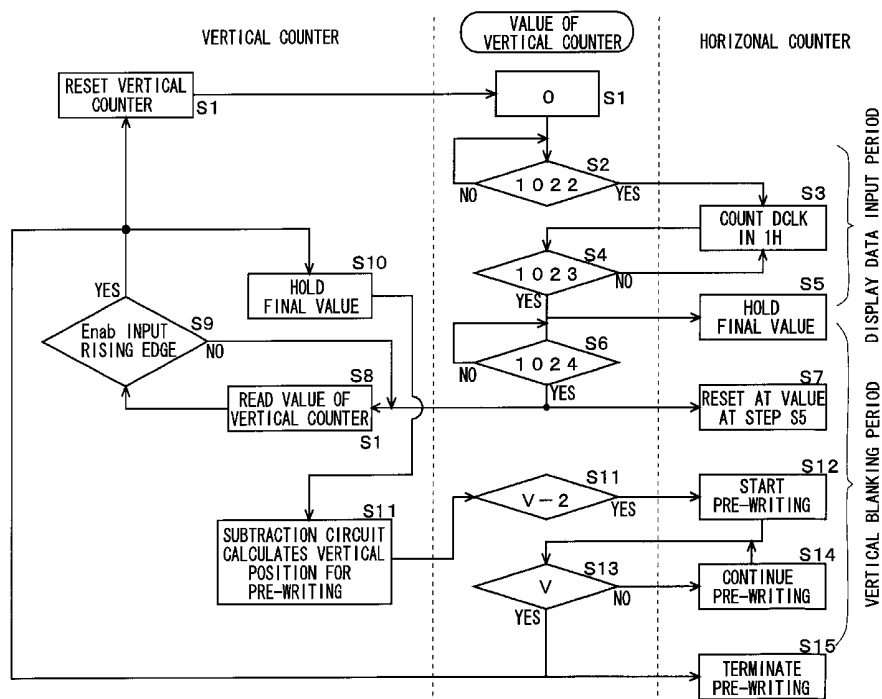 VERTICAL COUNTER
VALUE OF
VERTICAL COUNTER
HORIZONAL COUNTER
RESET VERTICAL
COUNTER
S1
0
S1
S2
1022
NO
YES
S3
COUNT DCLK
IN 1H
S4
1023
YES
NO
S10
HOLD
FINAL VALUE
S5
HOLD
FINAL VALUE
YES
S9
Enab INPUT
RISING EDGE
NO
S6
1024
NO
YES
S8
READ VALUE OF
VERTICAL COUNTER
S1
S7
RESET AT VALUE
AT STEP S5
S11
V-2
YES
S12
START
PRE-WRITING
S11
SUBTRACTION CIRCUIT
CALCULATES VERTICAL
POSITION FOR
PRE-WRITING
S13
V
YES
NO
S14
CONTINUE
PRE-WRITING
S15
TERMINATE
PRE-WRITING
DISPLAY DATA INPUT PERIOD
VERTICAL BLANKING PERIOD